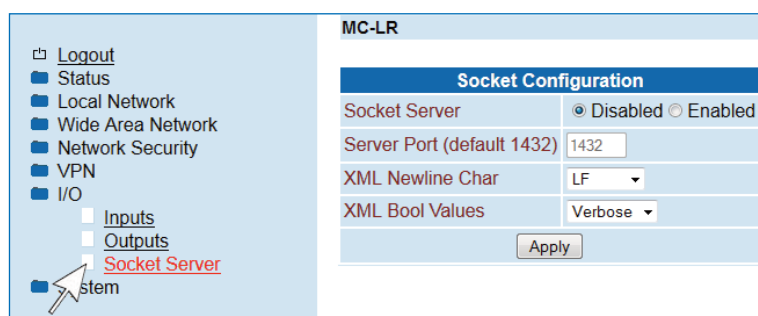 MC-LR
Logout
Status
Local Network
Wide Area Network
Network Security
VPN
I/O
Inputs
Outputs
Socket Server
Socket Configuration
Socket Server Disabled Enabled
Server Port (default 1432) 1432
XML Newline Char LF
XML Bool Values Verbose
Apply